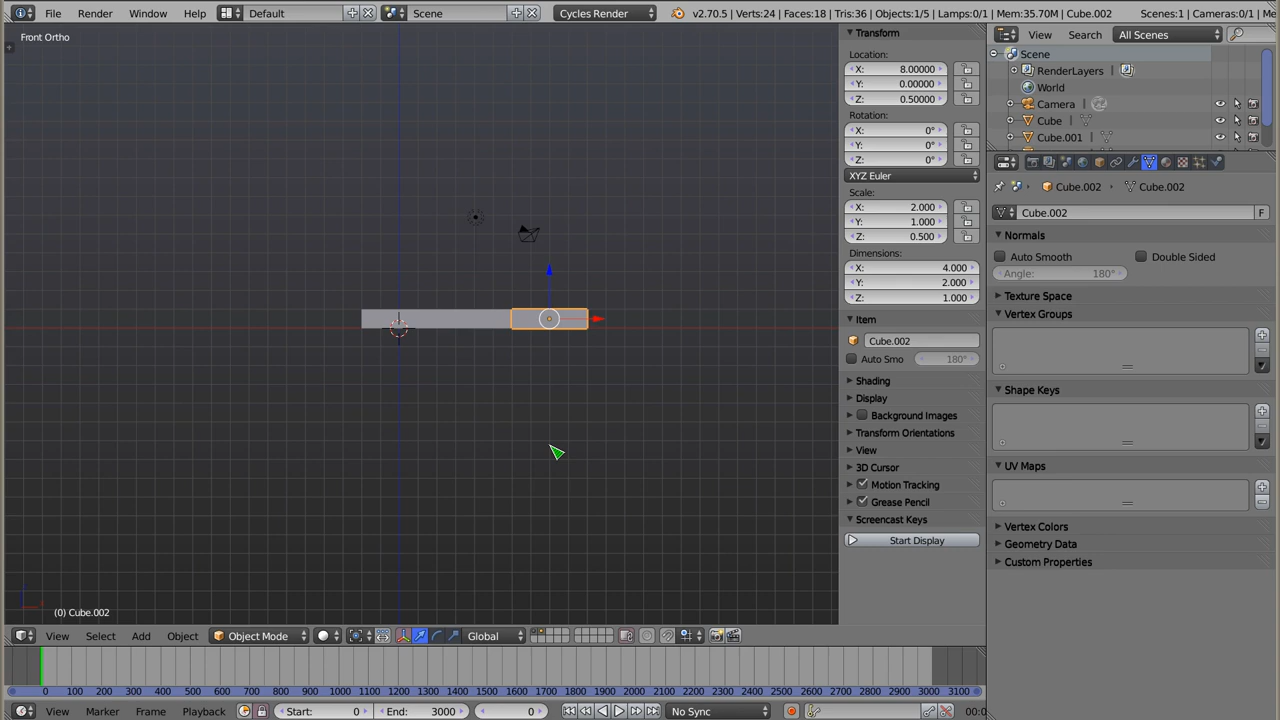 File Render Window Help Default Scene Cycles Render v2.70.5 | Verts:24 | Faces:18 | Tris:36 | Objects:1/5 | Lamps:0/1 | Mem:35.70M | Cube.002 Scenes:1 | Cameras:0/1 | Me
Front Ortho
Transform
Location:
X: 8.00000
Y: 0.00000
Z: 0.50000
Rotation:
X: 0°
Y: 0°
Z: 0°
XYZ Euler
Scale:
X: 2.000
Y: 1.000
Z: 0.500
Dimensions:
X: 4.000
Y: 2.000
Z: 1.000
Item
Cube.002
Auto Smo 180°
Shading
Display
Background Images
Transform Orientations
View
3D Cursor
Motion Tracking
Grease Pencil
Screencast Keys
Start Display
View Search All Scenes
Scene
RenderLayers
World
Camera
Cube
Cube.001
Cube.002 Cube.002
Cube.002 F
Normals
Auto Smooth Double Sided
Angle: 180°
Texture Space
Vertex Groups
Shape Keys
UV Maps
Vertex Colors
Geometry Data
Custom Properties
(0) Cube.002
View Select Add Object Object Mode Global
0 100 200 300 400 500 600 700 800 900 1000 1100 1200 1300 1400 1500 1600 1700 1800 1900 2000 2100 2200 2300 2400 2500 2600 2700 2800 2900 3000 3100
View Marker Frame Playback Start: 0 End: 3000 0 No Sync 00:0